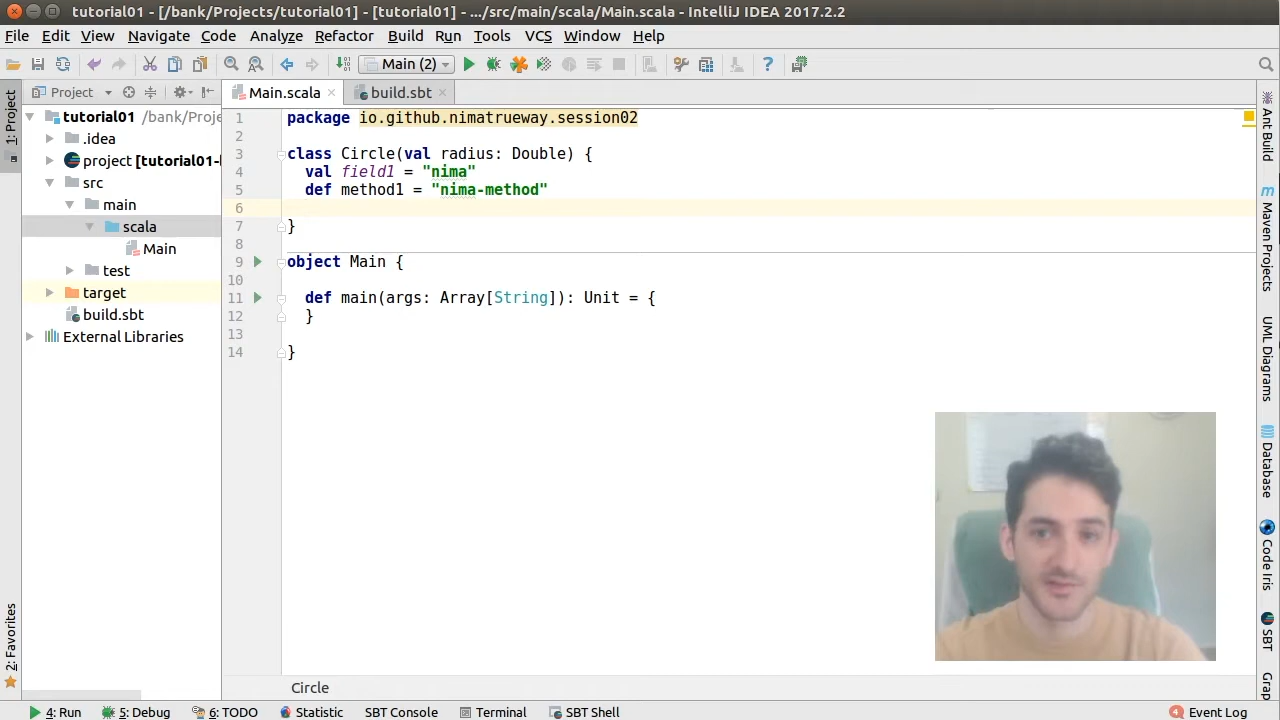 tutorial01 - [/bank/Projects/tutorial01] - [tutorial01] - .../src/main/scala/Main.scala - IntelliJ IDEA 2017.2.2
File Edit View Navigate Code Analyze Refactor Build Run Tools VCS Window Help
Main (2)
1: Project
Project
Main.scala
build.sbt
tutorial01 /bank/Proje
.idea
project [tutorial01-
src
main
scala
Main
test
target
build.sbt
External Libraries
1 package io.github.nimatrueway.session02
2
3 class Circle(val radius: Double) {
4 val field1 = "nima"
5 def method1 = "nima-method"
6
7 }
8
9 object Main {
10
11 def main(args: Array[String]): Unit = {
12 }
13
14 }
Circle
Ant Build
m Maven Projects
UML Diagrams
Database
Code Iris
SBT
Grap
2: Favorites
4: Run 5: Debug 6: TODO Statistic SBT Console Terminal SBT Shell 4 Event Log